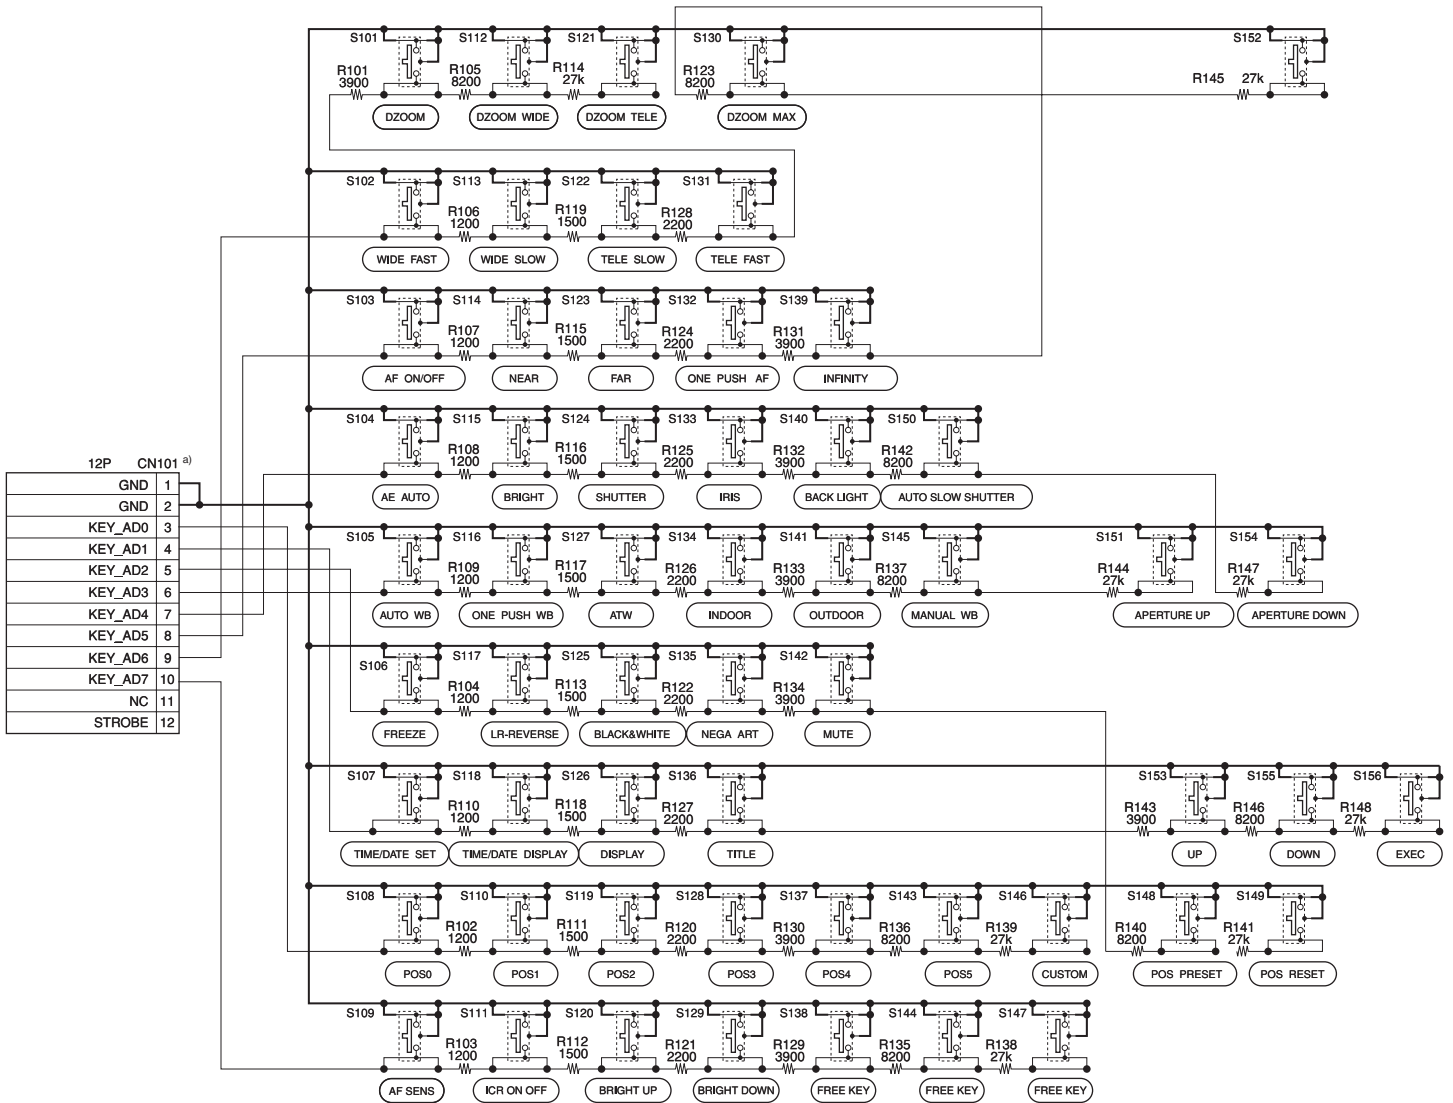 S101 S112 S121 S130 S152
R101 R105 R114 R123 R145 27k
3900 8200 27k 8200
DZOOM DZOOM WIDE DZOOM TELE DZOOM MAX
S102 S113 S122 S131
R106 R119 R128
1200 1500 2200
WIDE FAST WIDE SLOW TELE SLOW TELE FAST
S103 S114 S123 S132 S139
R107 R115 R124 R131
1200 1500 2200 3900
AF ON/OFF NEAR FAR ONE PUSH AF INFINITY
S104 S115 S124 S133 S140 S150
R108 R116 R125 R132 R142
1200 1500 2200 3900 8200
AE AUTO BRIGHT SHUTTER IRIS BACK LIGHT AUTO SLOW SHUTTER
12P CN101 a)
GND 1
GND 2
KEY_AD0 3
KEY_AD1 4
KEY_AD2 5
KEY_AD3 6
KEY_AD4 7
KEY_AD5 8
KEY_AD6 9
KEY_AD7 10
NC 11
STROBE 12
S105 S116 S127 S134 S141 S145 S151 S154
R109 R117 R126 R133 R137 R144 R147
1200 1500 2200 3900 8200 27k 27k
AUTO WB ONE PUSH WB ATW INDOOR OUTDOOR MANUAL WB APERTURE UP APERTURE DOWN
S106 S117 S125 S135 S142
R104 R113 R122 R134
1200 1500 2200 3900
FREEZE LR-REVERSE BLACK&WHITE NEGA ART MUTE
S107 S118 S126 S136 S153 S155 S156
R110 R118 R127 R143 R146 R148
1200 1500 2200 3900 8200 27k
TIME/DATE SET TIME/DATE DISPLAY DISPLAY TITLE UP DOWN EXEC
S108 S110 S119 S128 S137 S143 S146 S148 S149
R102 R111 R120 R130 R136 R139 R140 R141
1200 1500 2200 3900 8200 27k 8200 27k
POS0 POS1 POS2 POS3 POS4 POS5 CUSTOM POS PRESET POS RESET
S109 S111 S120 S129 S138 S144 S147
R103 R112 R121 R129 R135 R138
1200 1500 2200 3900 8200 27k
AF SENS ICR ON OFF BRIGHT UP BRIGHT DOWN FREE KEY FREE KEY FREE KEY